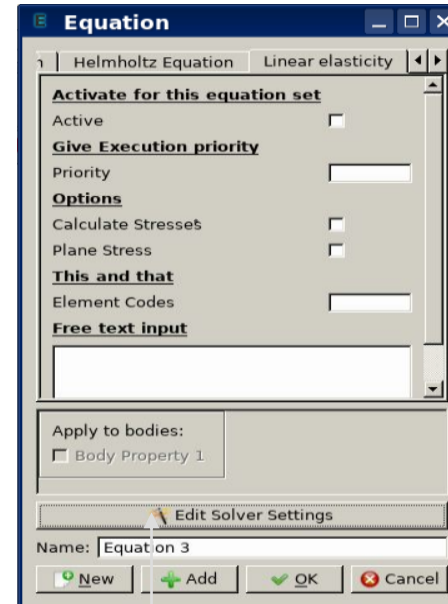 Equation
Helmholtz Equation Linear elasticity
Activate for this equation set
Active
Give Execution priority
Priority
Options
Calculate Stresses
Plane Stress
This and that
Element Codes
Free text input
Apply to bodies:
Body Property 1
Edit Solver Settings
Name: Equation 3
New Add OK Cancel